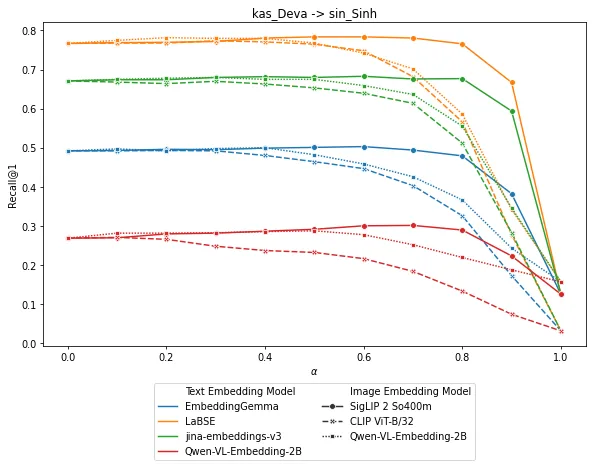 kas_Deva -> sin_Sinh
0.8
0.7
0.6
0.5
0.4
0.3
0.2
0.1
0.0
Recall@1
0.0 0.2 0.4 0.6 0.8 1.0
α
Text Embedding Model
EmbeddingGemma
LaBSE
jina-embeddings-v3
Qwen-VL-Embedding-2B
Image Embedding Model
SigLIP 2 So400m
CLIP ViT-B/32
Qwen-VL-Embedding-2B